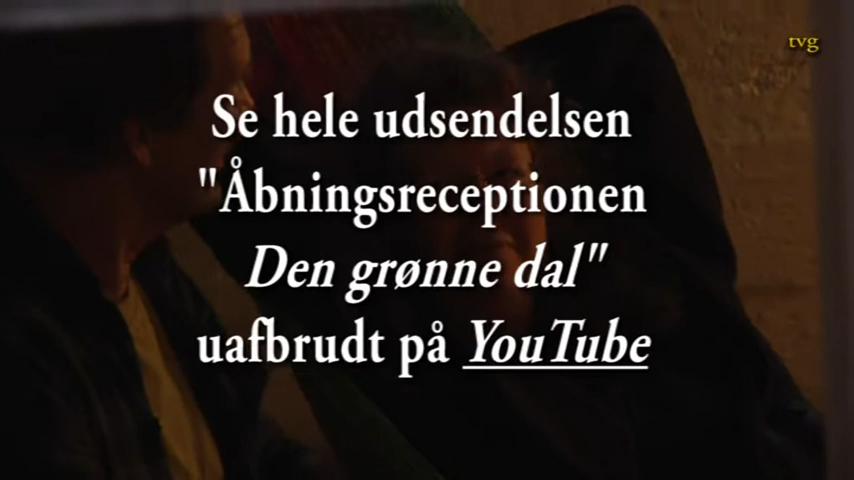 tvg
Se hele udsendelsen
"Åbningsreceptionen
Den grønne dal"
uafbrudt på YouTube